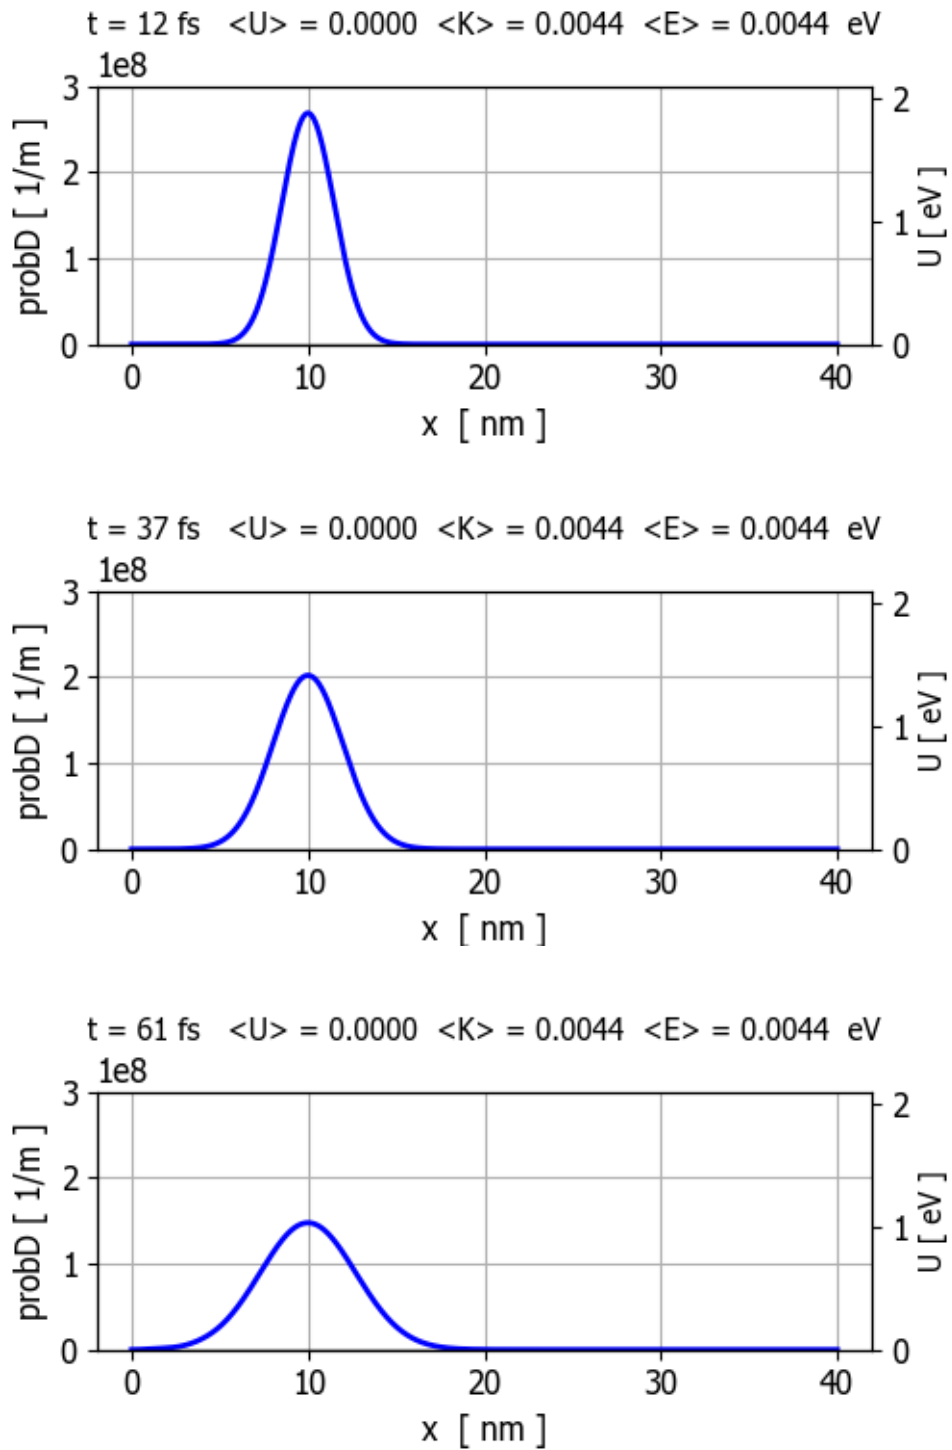 t = 12 fs <U> = 0.0000 <K> = 0.0044 <E> = 0.0044 eV
1e8
3
2
1
0
probD [ 1/m ]
2
1
0
U [ eV ]
0 10 20 30 40
x [ nm ]
t = 37 fs <U> = 0.0000 <K> = 0.0044 <E> = 0.0044 eV
1e8
3
2
1
0
probD [ 1/m ]
2
1
0
U [ eV ]
0 10 20 30 40
x [ nm ]
t = 61 fs <U> = 0.0000 <K> = 0.0044 <E> = 0.0044 eV
1e8
3
2
1
0
probD [ 1/m ]
2
1
0
U [ eV ]
0 10 20 30 40
x [ nm ]